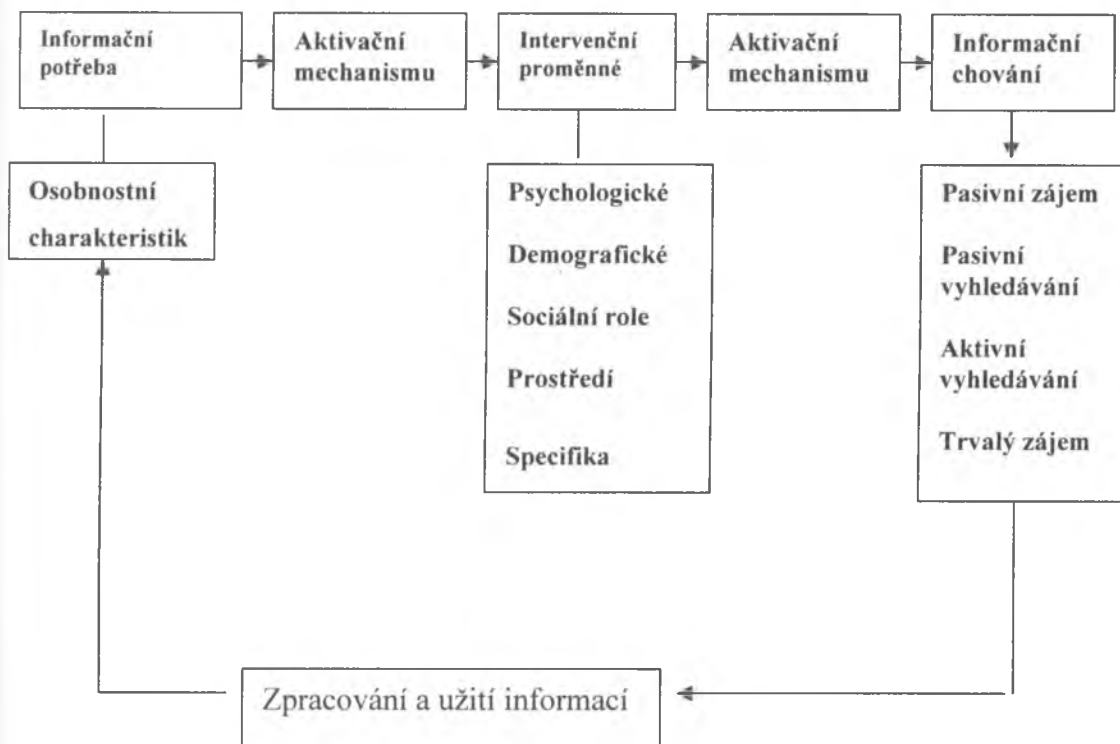 Informační
potřeba
Aktivační
mechanismu
Intervenční
proměnné
Aktivační
mechanismu
Informační
chování
Osobnostní
charakteristik
Psychologické
Demografické
Sociální role
Prostředí
Specifika
Pasivní zájem
Pasivní
vyhledávání
Aktivní
vyhledávání
Trvalý zájem
Zpracování a užití informací